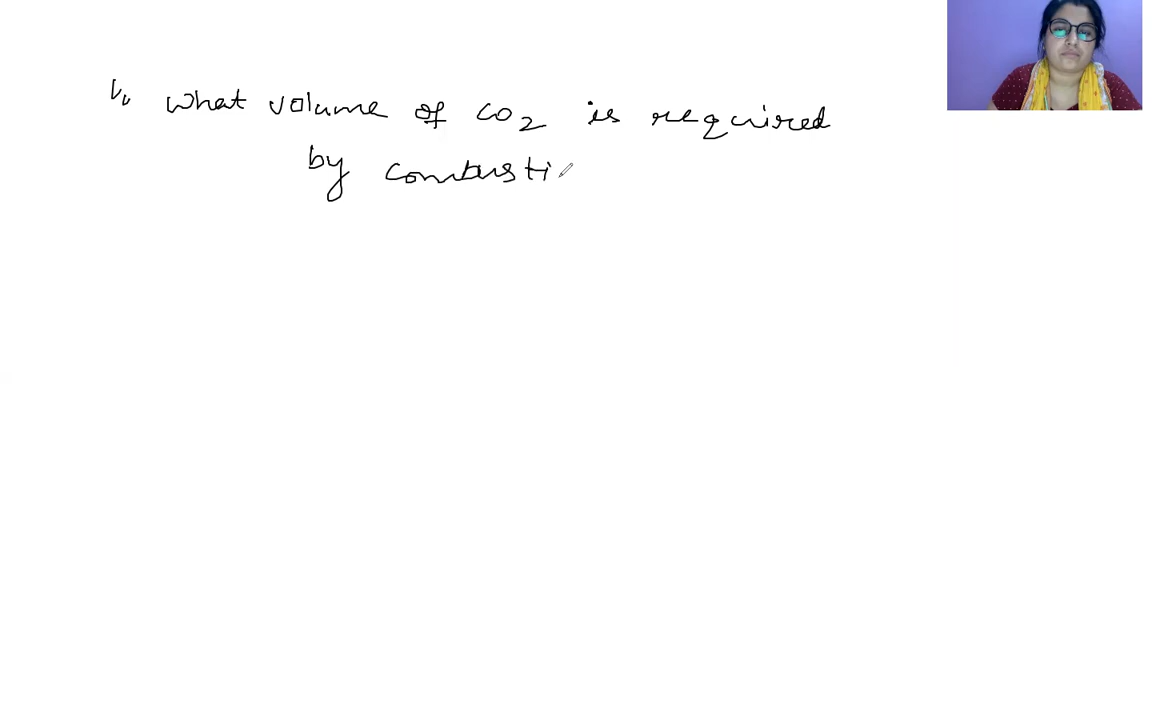 1. What volume of CO2 is required
by combusti